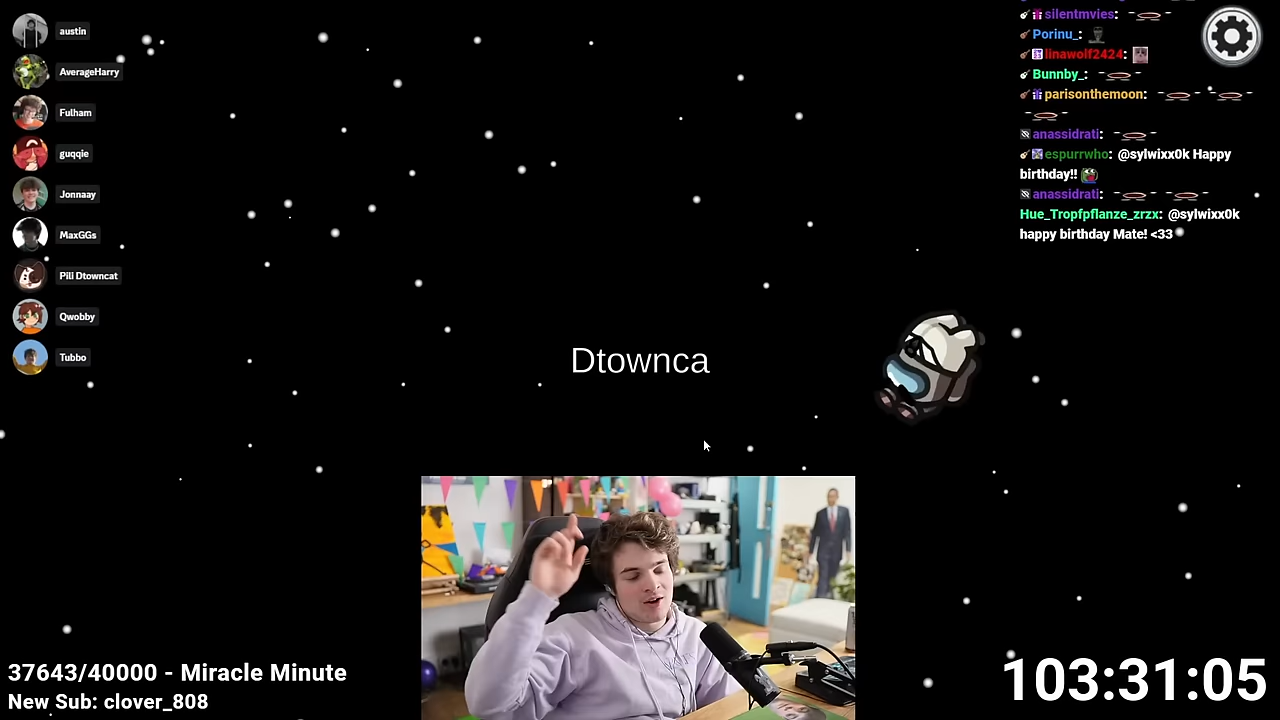 austin
AverageHarry
Fulham
guqqie
Jonnaay
MaxGGs
Pili Dtowncat
Qwobby
Tubbo
silentmvies:
Porinu_:
linawolf2424:
Bunnby_:
parisonthemoon:
anassidrati:
espurrwho: @sylwixx0k Happy
birthday!!
anassidrati:
Hue_Tropfpflanze_zrzx: @sylwixx0k
happy birthday Mate! <33
Dtownca
37643/40000 - Miracle Minute
New Sub: clover_808
103:31:05